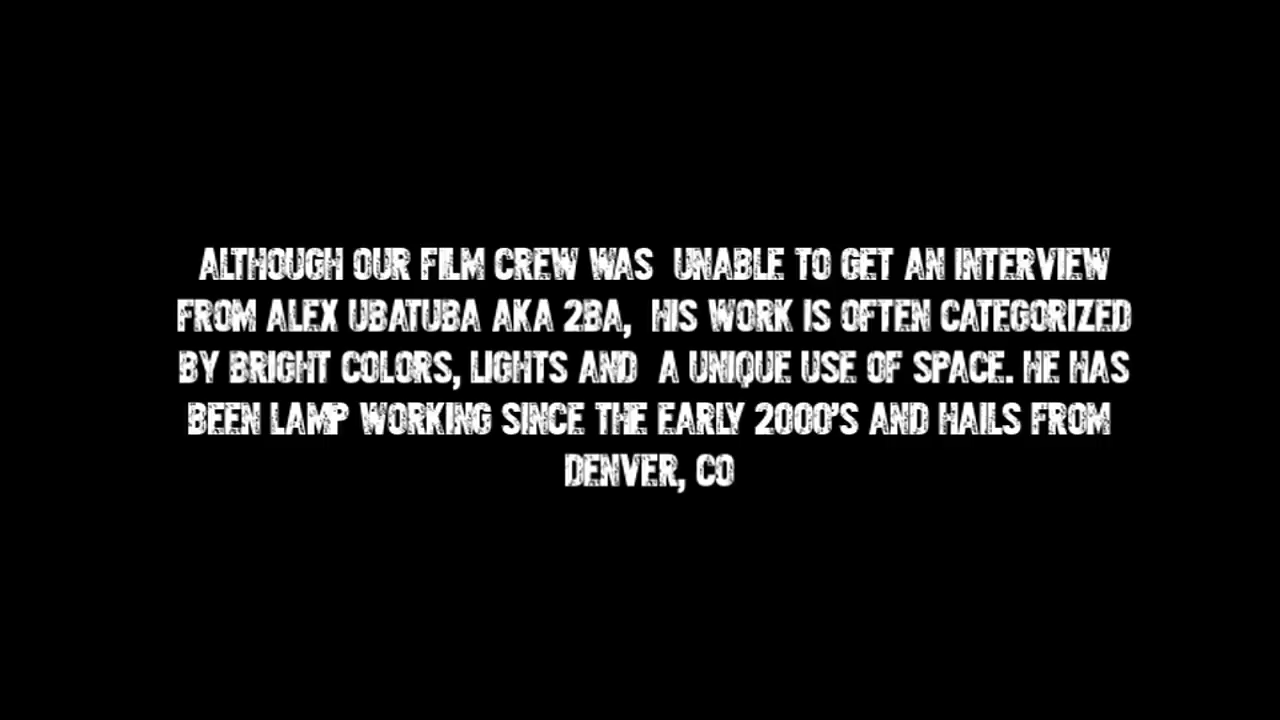 ALTHOUGH OUR FILM CREW WAS UNABLE TO GET AN INTERVIEW
FROM ALEX UBATUBA AKA 2BA, HIS WORK IS OFTEN CATEGORIZED
BY BRIGHT COLORS, LIGHTS AND A UNIQUE USE OF SPACE. HE HAS
BEEN LAMP WORKING SINCE THE EARLY 2000'S AND HAILS FROM
DENVER, CO